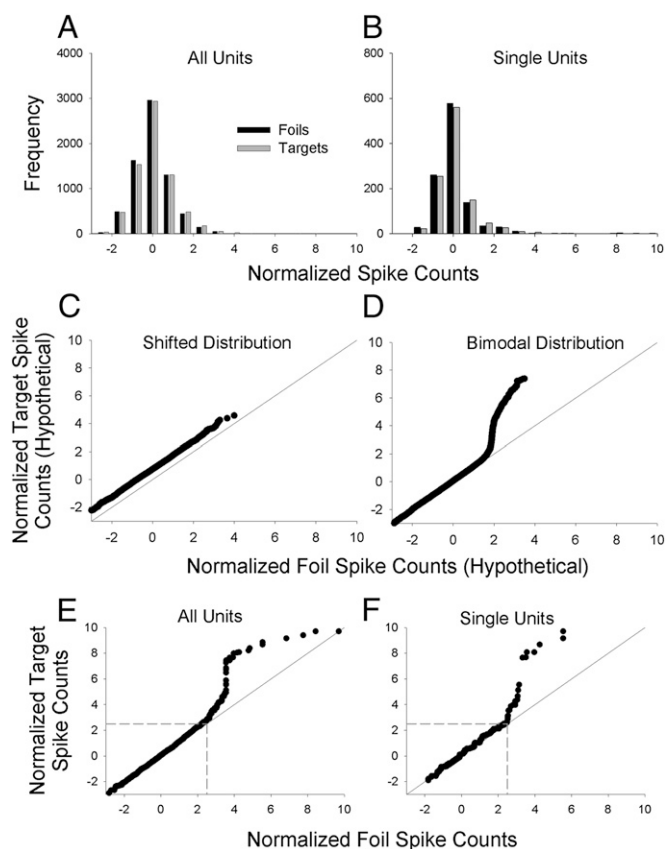 A
B
All Units
Single Units
Frequency
4000
3000
2000
1000
0
800
600
400
200
0
Foils
Targets
-2 0 2 4 6 8 10
-2 0 2 4 6 8 10
Normalized Spike Counts
C
D
Shifted Distribution
Bimodal Distribution
Normalized Target Spike
Counts (Hypothetical)
10
8
6
4
2
0
-2
10
8
6
4
2
0
-2
-2 0 2 4 6 8 10
-2 0 2 4 6 8 10
Normalized Foil Spike Counts (Hypothetical)
E
F
All Units
Single Units
Normalized Target
Spike Counts
10
8
6
4
2
0
-2
10
8
6
4
2
0
-2
-2 0 2 4 6 8 10
-2 0 2 4 6 8 10
Normalized Foil Spike Counts